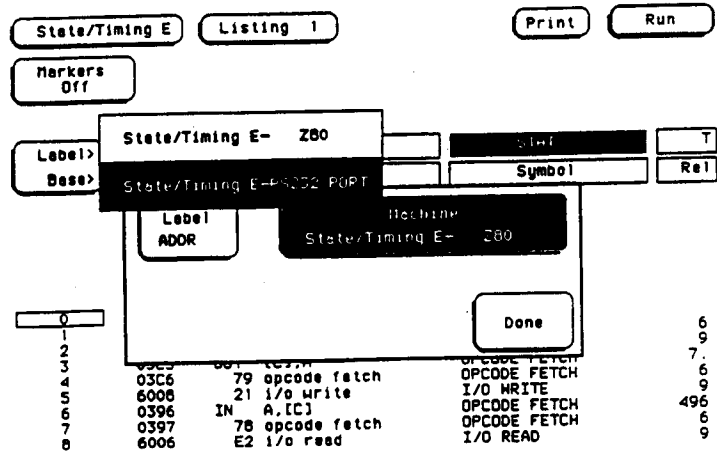 State/Timing E Listing 1 Print Run
Markers
Off
State/Timing E- Z80
Label> STAT T
Base> State/Timing E-RS232 PORT Symbol Rel
Label Machine
ADDR State/Timing E- Z80
Done
0 6
1 9
2 7.
3 OPCODE FETCH 6
4 03C6 79 opcode fetch OPCODE FETCH 9
5 6008 21 i/o write I/O WRITE 496
6 0396 IN A,[C] OPCODE FETCH 6
7 0397 78 opcode fetch OPCODE FETCH 9
8 6006 E2 i/o read I/O READ